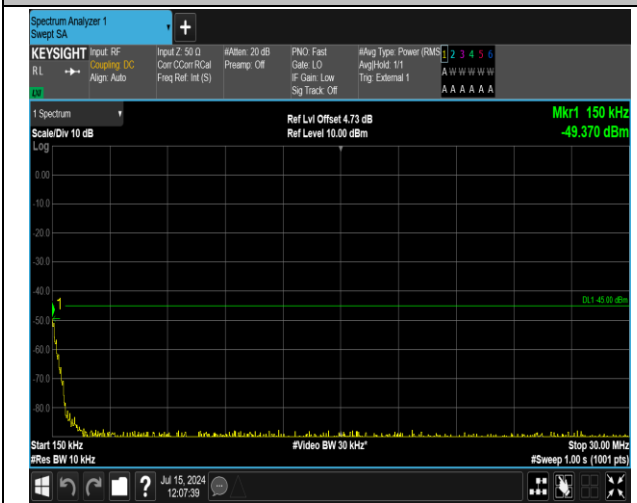 Spectrum Analyzer 1
Swept SA
+
KEYSIGHT
RL
LXI
Input: RF
Coupling: DC
Align: Auto
Input Z: 50 Ω
Corr CCorr RCal
Freq Ref: Int (S)
#Atten: 20 dB
Preamp: Off
PNO: Fast
Gate: LO
IF Gain: Low
Sig Track: Off
#Avg Type: Power (RMS
Avg|Hold: 1/1
Trig: External 1
1 2 3 4 5 6
A W W W W W
A A A A A A
1 Spectrum
Scale/Div 10 dB
Log
Ref Lvl Offset 4.73 dB
Ref Level 10.00 dBm
Mkr1 150 kHz
-49.370 dBm
0.00
-10.0
-20.0
-30.0
-40.0
1
DL1 -45.00 dBm
-50.0
-60.0
-70.0
-80.0
Start 150 kHz
#Res BW 10 kHz
#Video BW 30 kHz*
Stop 30.00 MHz
#Sweep 1.00 s (1001 pts)
?
Jul 15, 2024
12:07:39